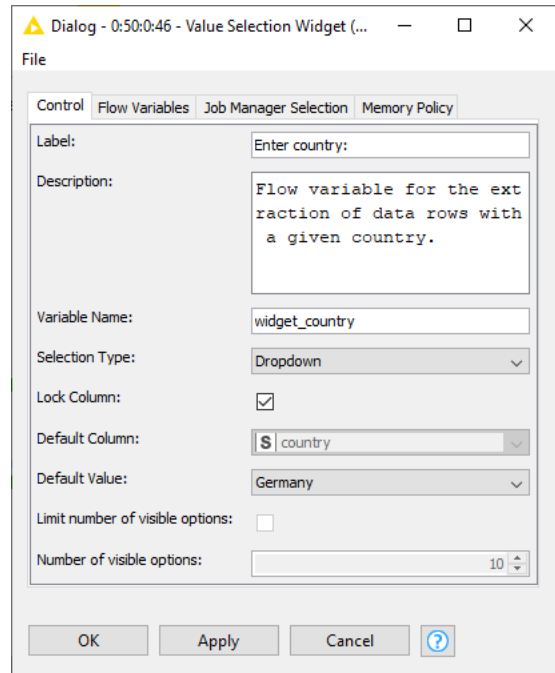 Dialog - 0:50:0:46 - Value Selection Widget (...
File
Control Flow Variables Job Manager Selection Memory Policy
Label: Enter country:
Description: Flow variable for the ext
raction of data rows with
a given country.
Variable Name: widget_country
Selection Type: Dropdown
Lock Column:
Default Column: S country
Default Value: Germany
Limit number of visible options:
Number of visible options: 10
OK Apply Cancel ?